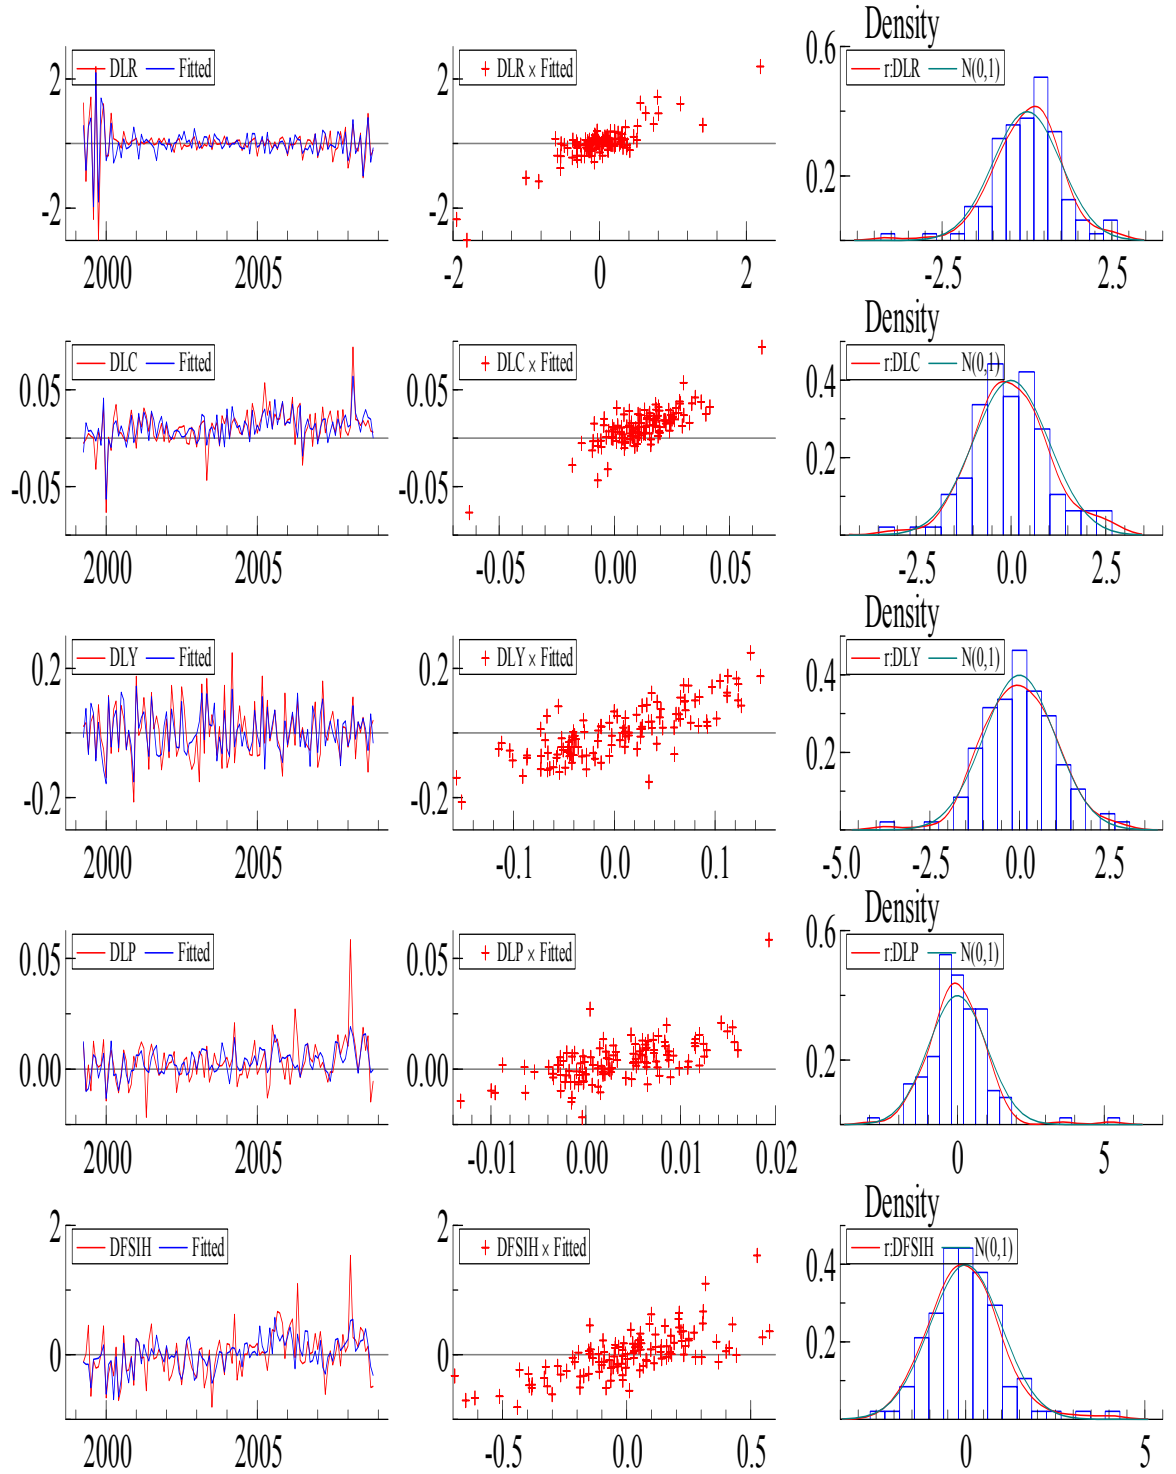 Density
DLR Fitted
DLR × Fitted
r:DLR N(0,1)
2
-2
2000 2005
2
-2
-2 0 2
0.6
0.2
-2.5 2.5
Density
DLC Fitted
DLC × Fitted
r:DLC N(0,1)
0.05
-0.05
2000 2005
0.05
-0.05
-0.05 0.00 0.05
0.4
0.2
-2.5 0.0 2.5
Density
DLY Fitted
DLY × Fitted
r:DLY N(0,1)
0.2
-0.2
2000 2005
0.2
-0.2
-0.1 0.0 0.1
0.4
0.2
-5.0 -2.5 0.0 2.5
Density
DLP Fitted
DLP × Fitted
r:DLP N(0,1)
0.05
0.00
2000 2005
0.05
0.00
-0.01 0.00 0.01 0.02
0.6
0.2
0 5
Density
DFSIH Fitted
DFSIH × Fitted
r:DFSIH N(0,1)
2
0
2000 2005
2
0
-0.5 0.0 0.5
0.4
0.2
0 5